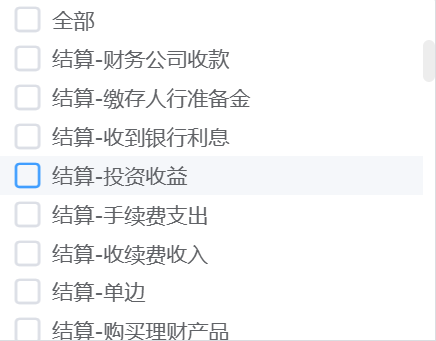 全部
结算-财务公司收款
结算-缴存人行准备金
结算-收到银行利息
结算-投资收益
结算-手续费支出
结算-收续费收入
结算-单边
结算-购买理财产品